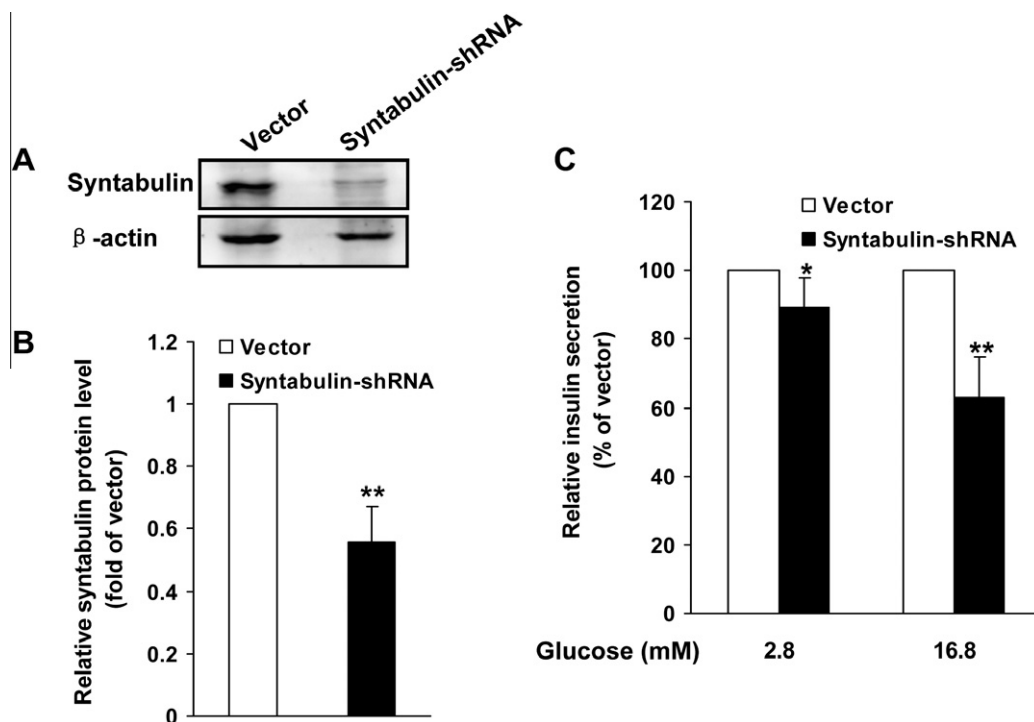 A
Vector
Syntabulin-shRNA
Syntabulin
β-actin
B
Relative syntabulin protein level
(fold of vector)
1.2
1
0.8
0.6
0.4
0.2
0
Vector
Syntabulin-shRNA
**
C
Relative insulin secretion
(% of vector)
120
100
80
60
40
20
0
Vector
Syntabulin-shRNA
*
**
Glucose (mM) 2.8 16.8